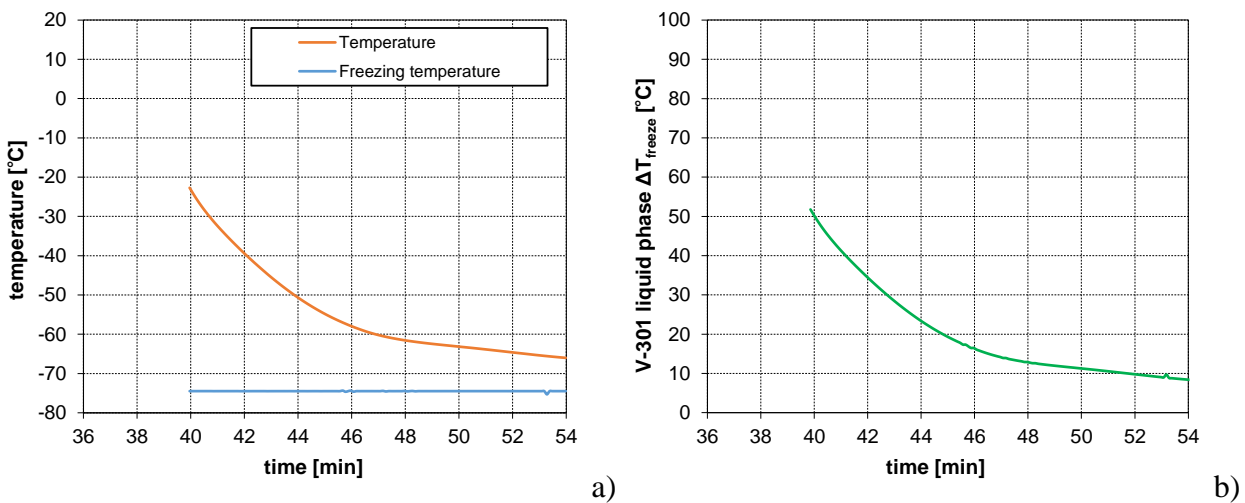 temperature [°C]
20
10
0
-10
-20
-30
-40
-50
-60
-70
-80
Temperature
Freezing temperature
36 38 40 42 44 46 48 50 52 54
time [min]
a)
V-301 liquid phase ΔTfreeze [°C]
100
90
80
70
60
50
40
30
20
10
0
36 38 40 42 44 46 48 50 52 54
time [min]
b)